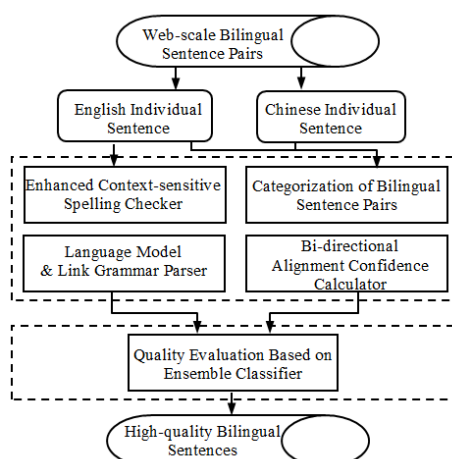 Web-scale Bilingual
Sentence Pairs
English Individual
Sentence
Chinese Individual
Sentence
Enhanced Context-sensitive
Spelling Checker
Categorization of Bilingual
Sentence Pairs
Language Model
& Link Grammar Parser
Bi-directional
Alignment Confidence
Calculator
Quality Evaluation Based on
Ensemble Classifier
High-quality Bilingual
Sentences